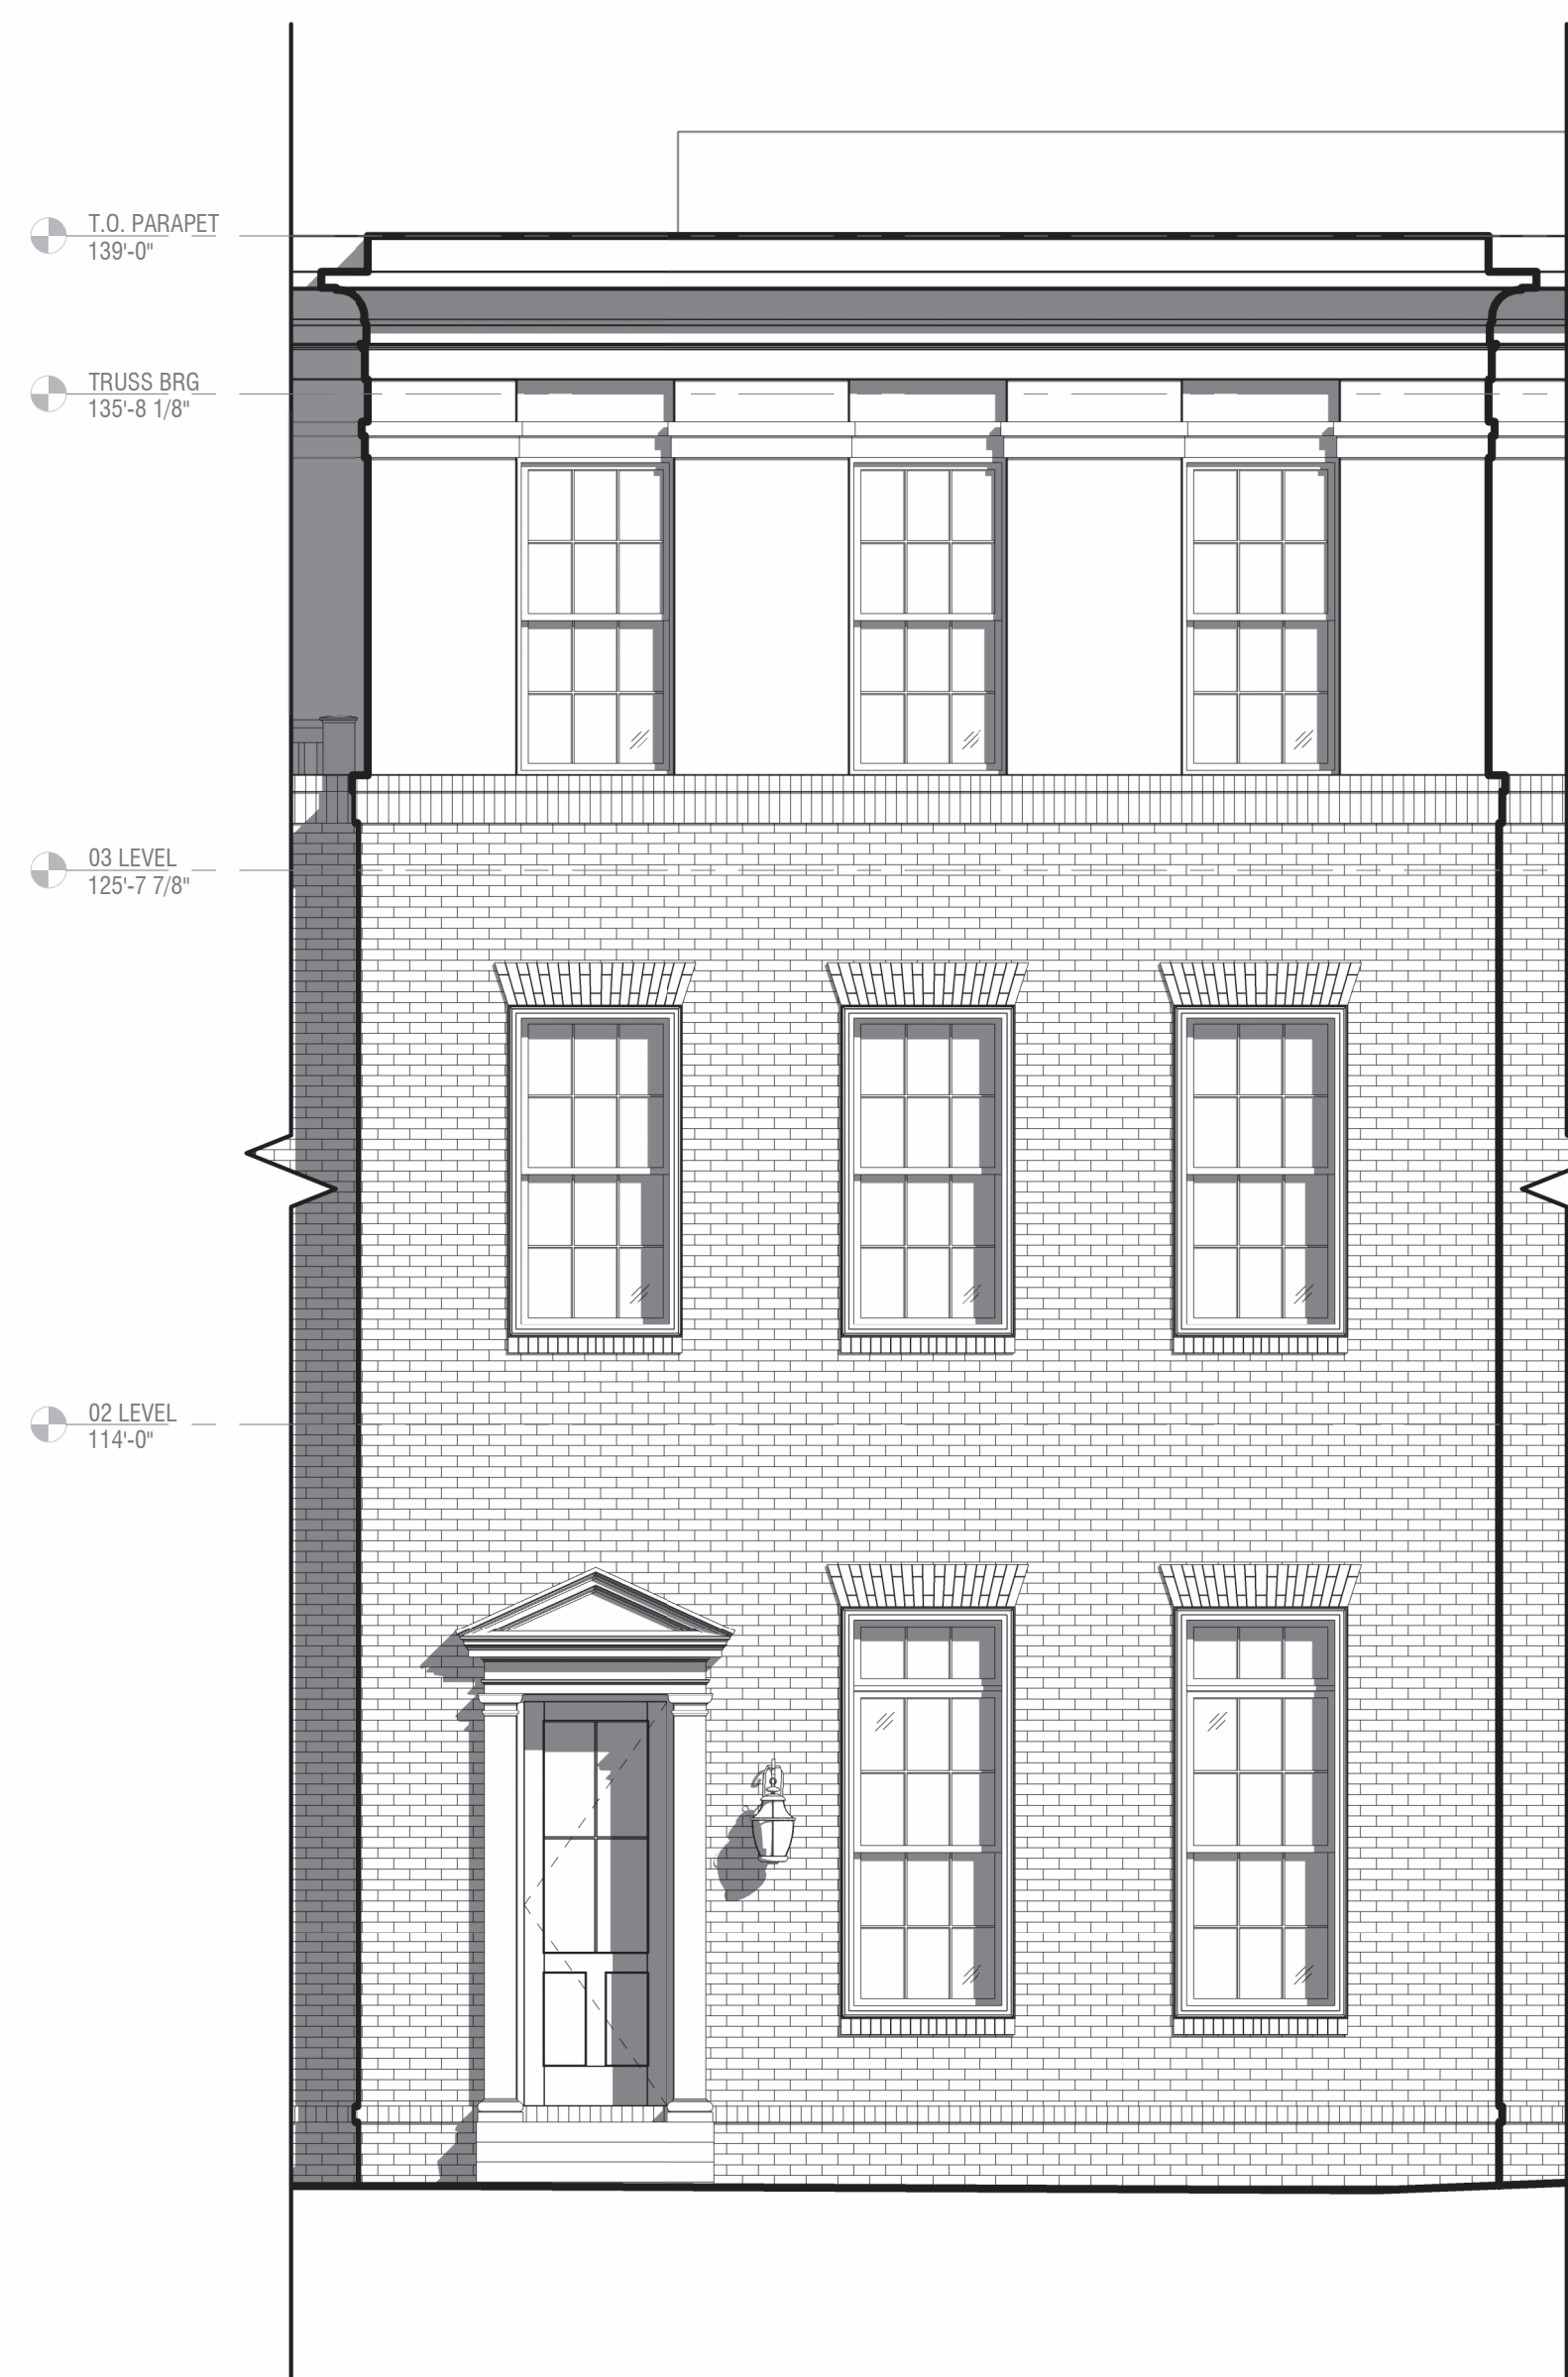 T.O. PARAPET
139'-0"
TRUSS BRG
135'-8 1/8"
03 LEVEL
125'-7 7/8"
02 LEVEL
114'-0"